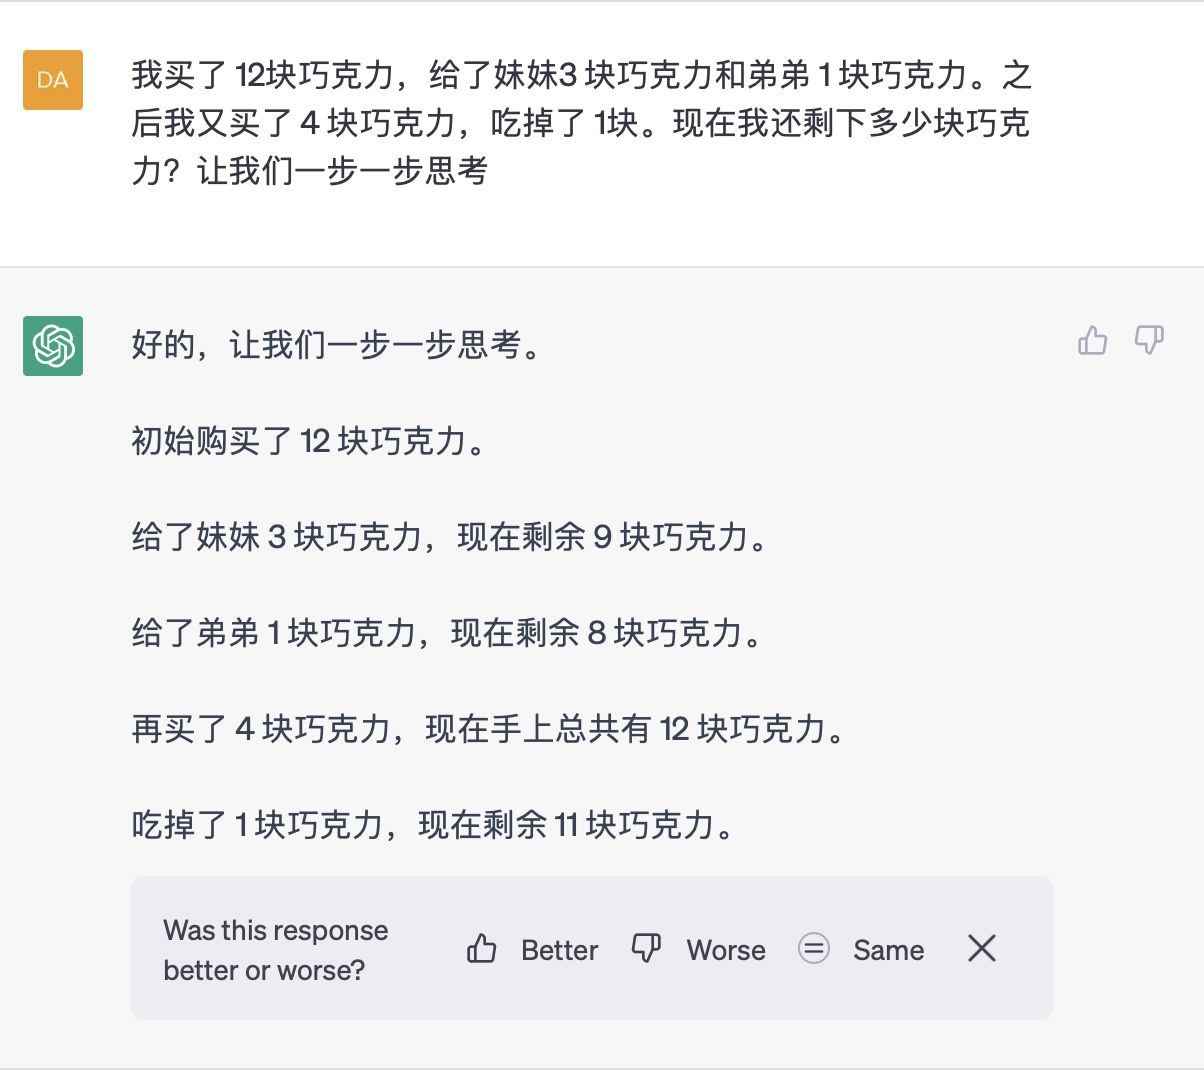 DA
我买了 12块巧克力，给了妹妹3 块巧克力和弟弟 1 块巧克力。之
后我又买了 4 块巧克力，吃掉了 1块。现在我还剩下多少块巧克
力？让我们一步一步思考
好的，让我们一步一步思考。
初始购买了 12 块巧克力。
给了妹妹 3 块巧克力，现在剩余 9 块巧克力。
给了弟弟 1 块巧克力，现在剩余 8 块巧克力。
再买了 4 块巧克力，现在手上总共有 12 块巧克力。
吃掉了 1 块巧克力，现在剩余 11 块巧克力。
Was this response
better or worse?
Better Worse Same